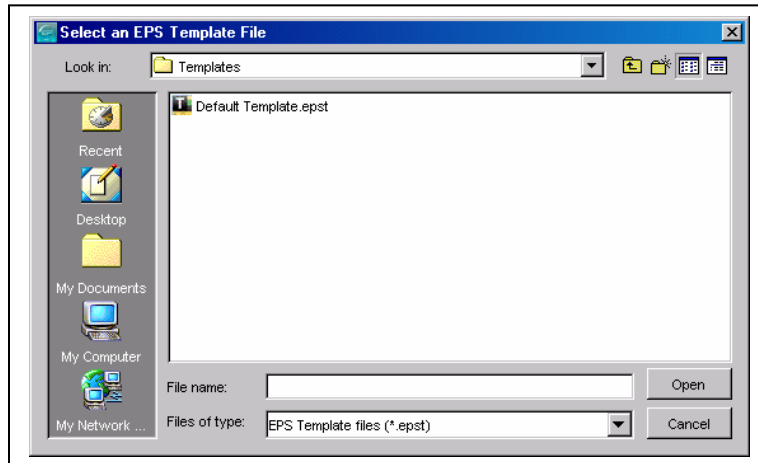 Select an EPS Template File
Look in: Templates
Default Template.epst
Recent
Desktop
My Documents
My Computer
My Network ...
File name: Open
Files of type: EPS Template files (*.epst) Cancel